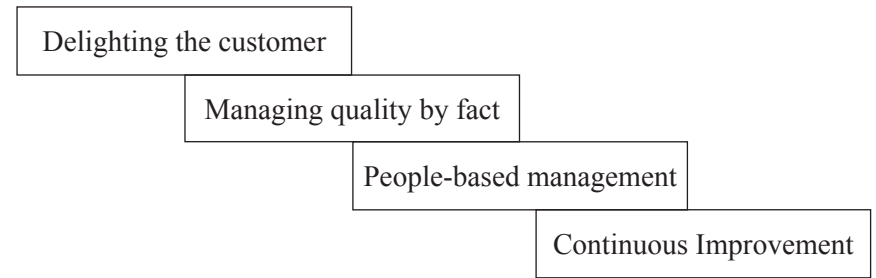 Delighting the customer
Managing quality by fact
People-based management
Continuous Improvement